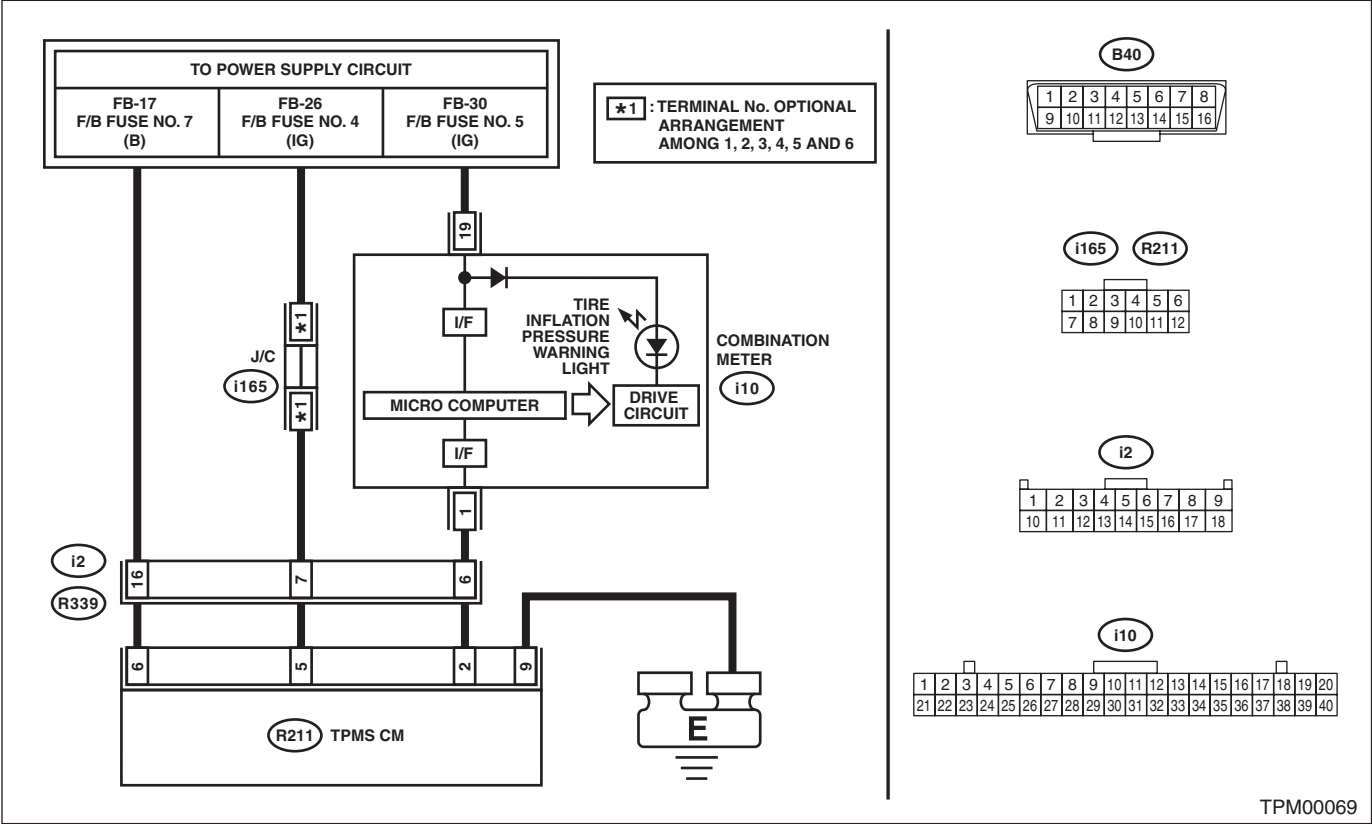 TO POWER SUPPLY CIRCUIT
FB-17
F/B FUSE NO. 7
(B)
FB-26
F/B FUSE NO. 4
(IG)
FB-30
F/B FUSE NO. 5
(IG)
*1 : TERMINAL No. OPTIONAL
ARRANGEMENT
AMONG 1, 2, 3, 4, 5 AND 6
19
*1
J/C
i165
*1
I/F
TIRE
INFLATION
PRESSURE
WARNING
LIGHT
COMBINATION
METER
i10
MICRO COMPUTER
DRIVE
CIRCUIT
I/F
1
i2
R339
16
7
6
6
5
2
9
R211 TPMS CM
E
B40
1 2 3 4 5 6 7 8
9 10 11 12 13 14 15 16
i165 R211
1 2 3 4 5 6
7 8 9 10 11 12
i2
1 2 3 4 5 6 7 8 9
10 11 12 13 14 15 16 17 18
i10
1 2 3 4 5 6 7 8 9 10 11 12 13 14 15 16 17 18 19 20
21 22 23 24 25 26 27 28 29 30 31 32 33 34 35 36 37 38 39 40
TPM00069